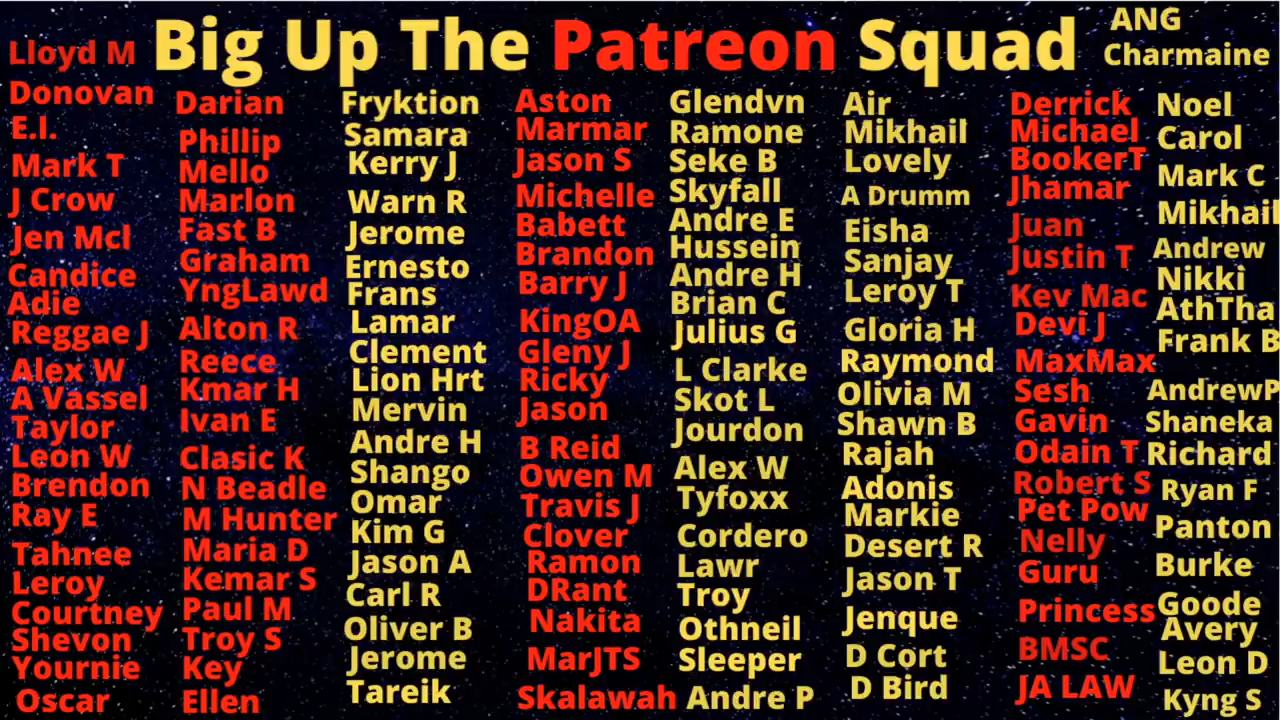 Big Up The Patreon Squad
Lloyd M
Donovan
E.I.
Mark T
J Crow
Jen Mcl
Candice
Adie
Reggae J
Alex W
A Vassel
Taylor
Leon W
Brendon
Ray E
Tahnee
Leroy
Courtney
Shevon
Yournie
Oscar
Darian
Phillip
Mello
Marlon
Fast B
Graham
YngLawd
Alton R
Reece
Kmar H
Ivan E
Clasic K
N Beadle
M Hunter
Maria D
Kemar S
Paul M
Troy S
Key
Ellen
Fryktion
Samara
Kerry J
Warn R
Jerome
Ernesto
Frans
Lamar
Clement
Lion Hrt
Mervin
Andre H
Shango
Omar
Kim G
Jason A
Carl R
Oliver B
Jerome
Tareik
Aston
Marmar
Jason S
Michelle
Babett
Brandon
Barry J
KingOA
Gleny J
Ricky
Jason
B Reid
Owen M
Travis J
Clover
Ramon
DRant
Nakita
MarJTS
Skalawah
Glendvn
Ramone
Seke B
Skyfall
Andre E
Hussein
Andre H
Brian C
Julius G
L Clarke
Skot L
Jourdon
Alex W
Tyfoxx
Cordero
Lawr
Troy
Othneil
Sleeper
Andre P
Air
Mikhail
Lovely
A Drumm
Eisha
Sanjay
Leroy T
Gloria H
Raymond
Olivia M
Shawn B
Rajah
Adonis
Markie
Desert R
Jason T
Jenque
D Cort
D Bird
Derrick
Michael
BookerT
Jhamar
Juan
Justin T
Kev Mac
Devi J
MaxMax
Sesh
Gavin
Odain T
Robert S
Pet Pow
Nelly
Guru
Princess
BMSC
JA LAW
ANG
Charmaine
Noel
Carol
Mark C
Mikhail
Andrew
Nikki
AthTha
Frank B
AndrewP
Shaneka
Richard
Ryan F
Panton
Burke
Goode
Avery
Leon D
Kyng S